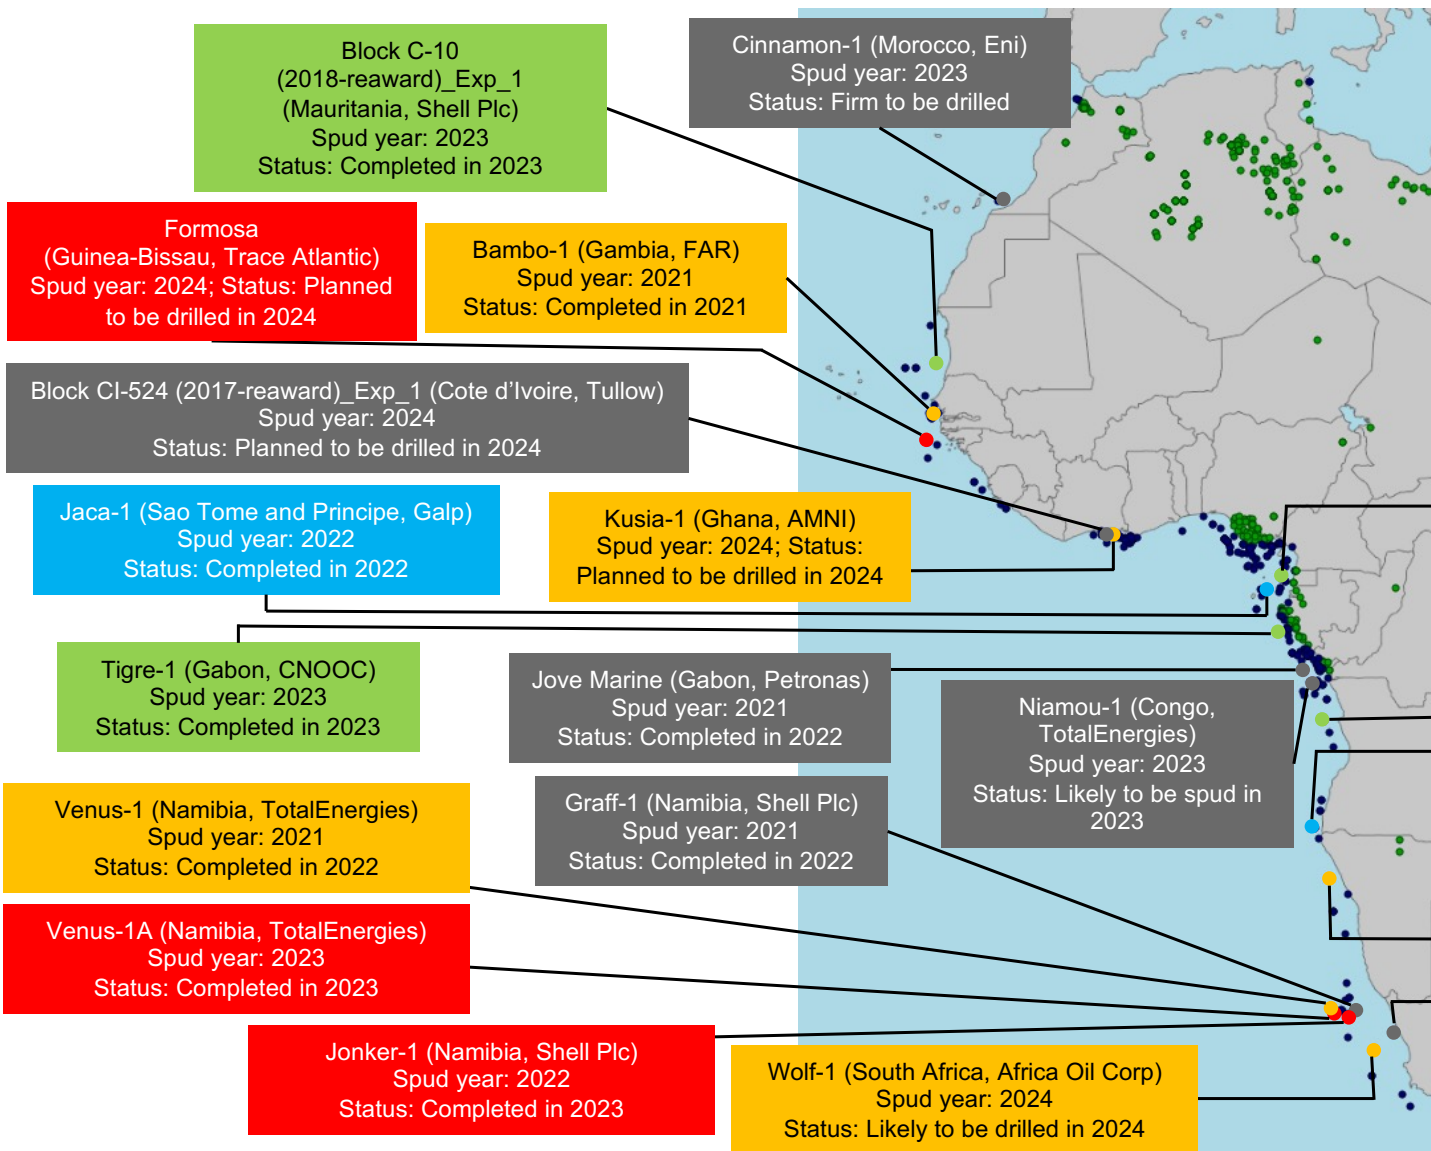 Block C-10
(2018-reaward)_Exp_1
(Mauritania, Shell Plc)
Spud year: 2023
Status: Completed in 2023
Cinnamon-1 (Morocco, Eni)
Spud year: 2023
Status: Firm to be drilled
Formosa
(Guinea-Bissau, Trace Atlantic)
Spud year: 2024; Status: Planned
to be drilled in 2024
Bambo-1 (Gambia, FAR)
Spud year: 2021
Status: Completed in 2021
Block CI-524 (2017-reaward)_Exp_1 (Cote d'Ivoire, Tullow)
Spud year: 2024
Status: Planned to be drilled in 2024
Jaca-1 (Sao Tome and Principe, Galp)
Spud year: 2022
Status: Completed in 2022
Kusia-1 (Ghana, AMNI)
Spud year: 2024; Status:
Planned to be drilled in 2024
Tigre-1 (Gabon, CNOOC)
Spud year: 2023
Status: Completed in 2023
Jove Marine (Gabon, Petronas)
Spud year: 2021
Status: Completed in 2022
Niamou-1 (Congo,
TotalEnergies)
Spud year: 2023
Status: Likely to be spud in
2023
Venus-1 (Namibia, TotalEnergies)
Spud year: 2021
Status: Completed in 2022
Graff-1 (Namibia, Shell Plc)
Spud year: 2021
Status: Completed in 2022
Venus-1A (Namibia, TotalEnergies)
Spud year: 2023
Status: Completed in 2023
Jonker-1 (Namibia, Shell Plc)
Spud year: 2022
Status: Completed in 2023
Wolf-1 (South Africa, Africa Oil Corp)
Spud year: 2024
Status: Likely to be drilled in 2024